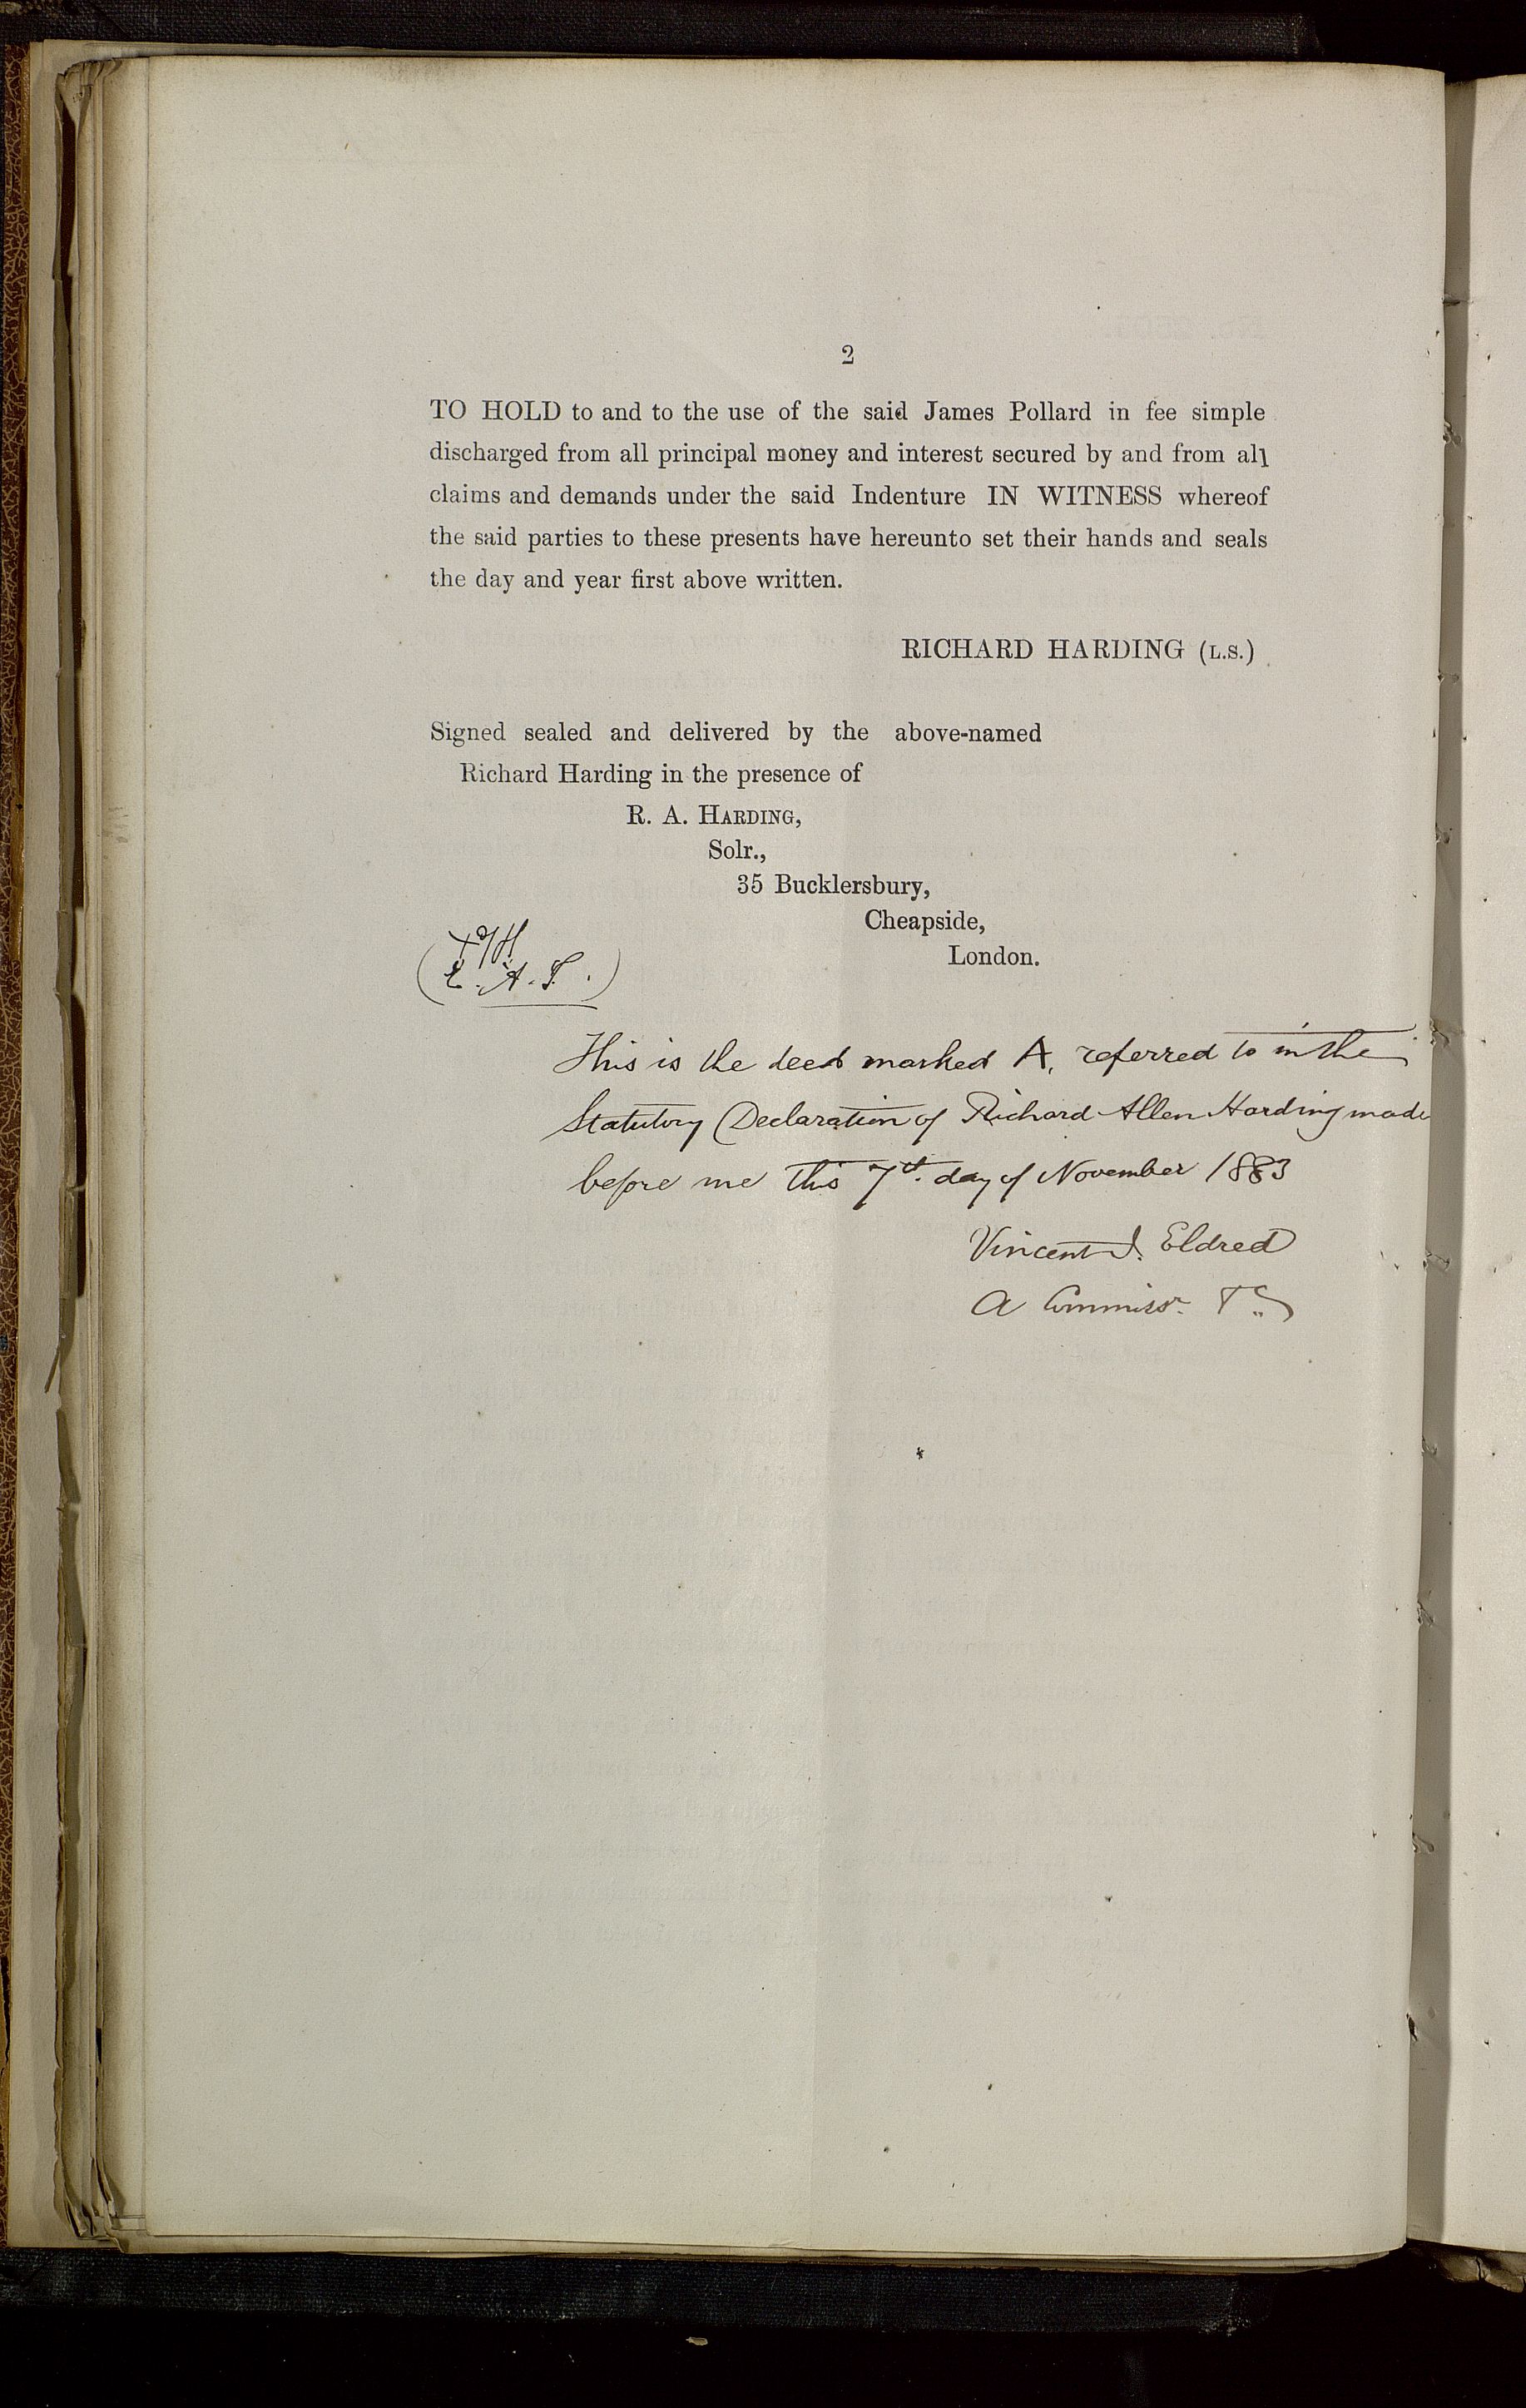 2
TO HOLD to and to the use of the said James Pollard in fee simple
discharged from all principal money and interest secured by and from all
claims and demands under the said Indenture IN WITNESS whereof
the said parties to these presents have hereunto set their hands and seals
the day and year first above written.
RICHARD HARDING (L.S.)
Signed sealed and delivered by the above-named
Richard Harding in the presence of
R. A. HARDING,
Solr.,
35 Bucklersbury,
Cheapside,
London.
This is the deed marked A, referred to in the
Statutory Declaration of Richard Allen Harding made
before me this 7th day of November 1883
Vincent I. Eldred
A Commissr.